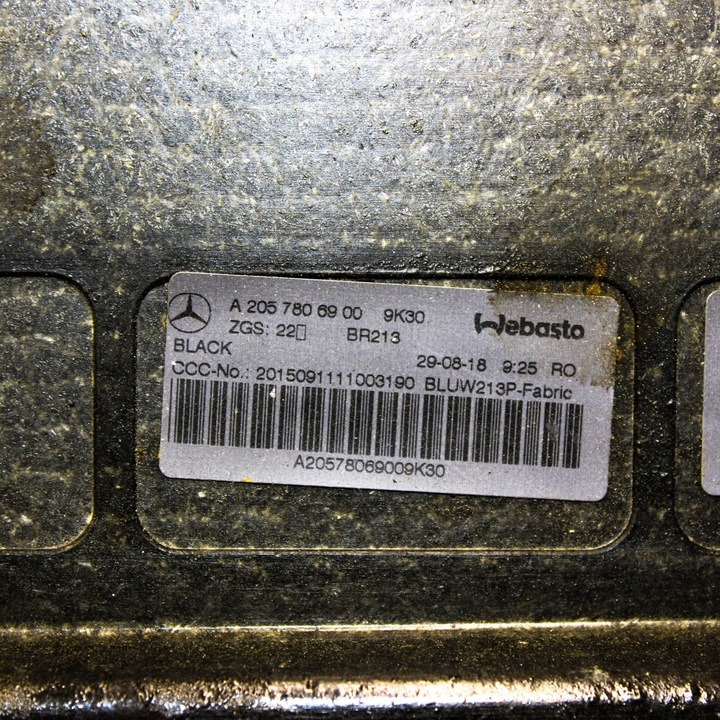 A 205 780 69 00 9K30
Webasto
ZGS: 22▯ BR213
BLACK
29-08-18 9:25 RO
CCC-No.: 2015091111003190 BLUW213P-Fabric
A20578069009K30